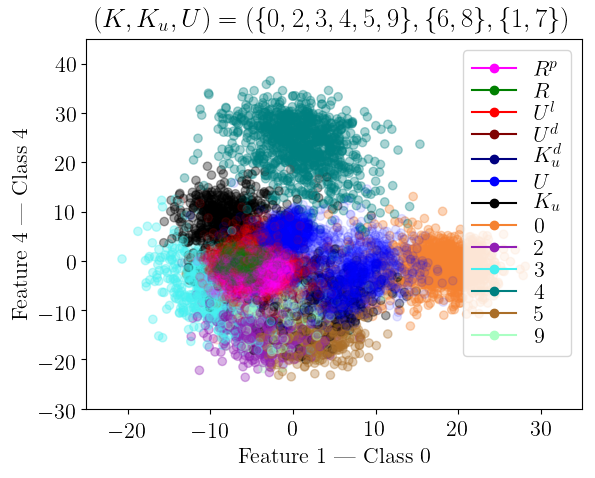 (K, K_u, U) = ({0, 2, 3, 4, 5, 9}, {6, 8}, {1, 7})
Feature 4 — Class 4
40
30
20
10
0
−10
−20
−30
−20
−10
0
10
20
30
Feature 1 — Class 0
R^p
R
U^l
U^d
K_u^d
U
K_u
0
2
3
4
5
9